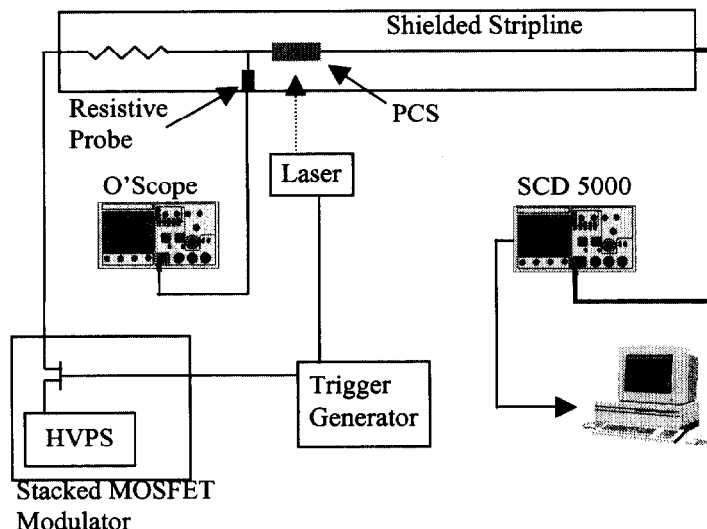 Shielded Stripline
Resistive
Probe
PCS
Laser
O'Scope
SCD 5000
Trigger
Generator
HVPS
Stacked MOSFET
Modulator